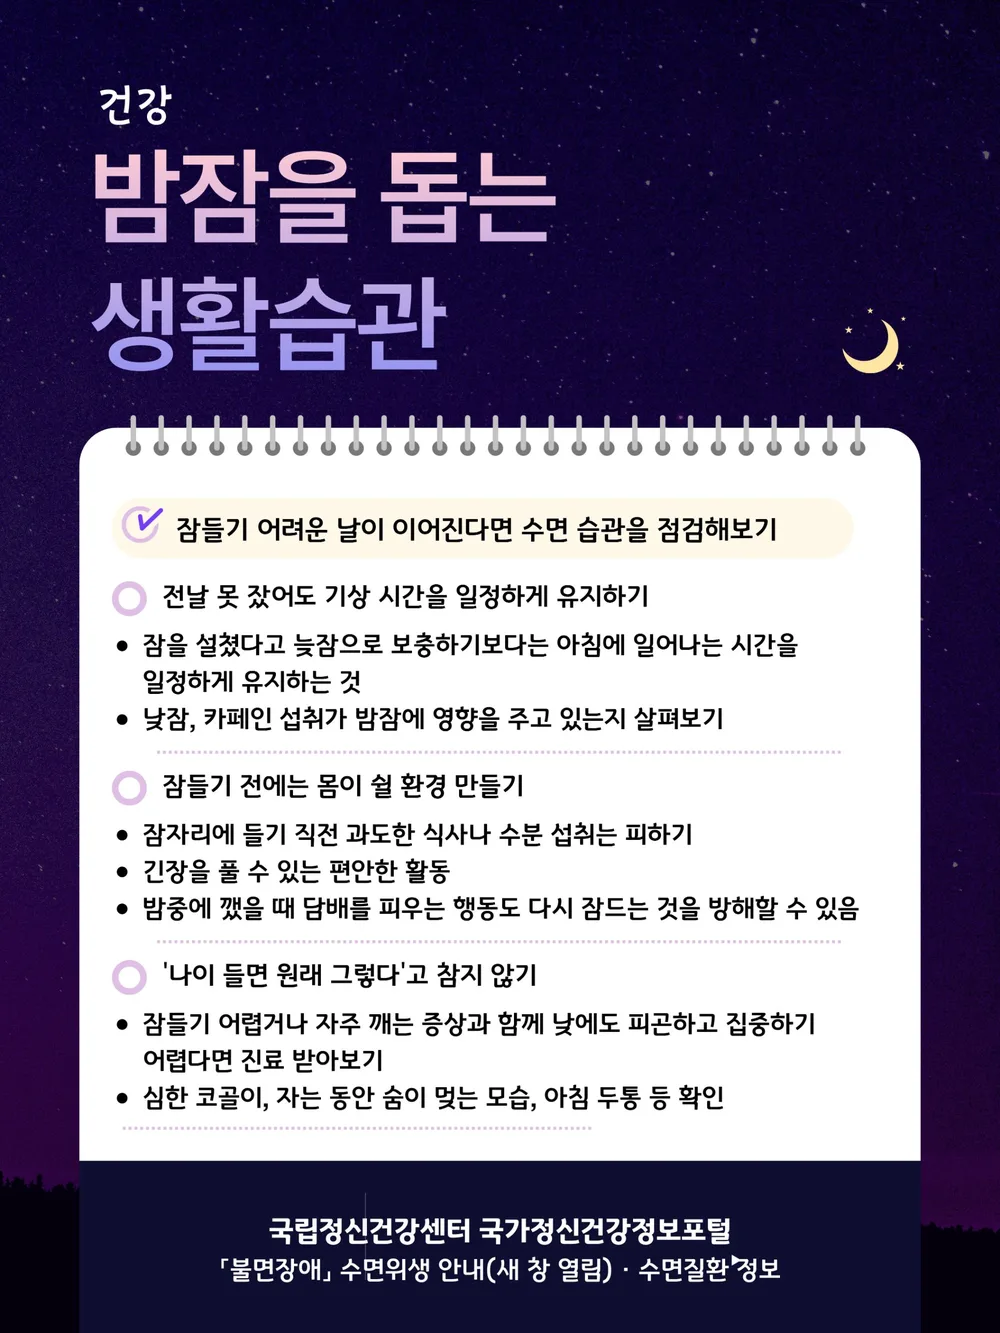 건강
밤잠을 돕는
생활습관
잠들기 어려운 날이 이어진다면 수면 습관을 점검해보기
전날 못 잤어도 기상 시간을 일정하게 유지하기
• 잠을 설쳤다고 늦잠으로 보충하기보다는 아침에 일어나는 시간을
일정하게 유지하는 것
• 낮잠, 카페인 섭취가 밤잠에 영향을 주고 있는지 살펴보기
잠들기 전에는 몸이 쉴 환경 만들기
• 잠자리에 들기 직전 과도한 식사나 수분 섭취는 피하기
• 긴장을 풀 수 있는 편안한 활동
• 밤중에 깼을 때 담배를 피우는 행동도 다시 잠드는 것을 방해할 수 있음
'나이 들면 원래 그렇다'고 참지 않기
• 잠들기 어렵거나 자주 깨는 증상과 함께 낮에도 피곤하고 집중하기
어렵다면 진료 받아보기
• 심한 코골이, 자는 동안 숨이 멎는 모습, 아침 두통 등 확인
국립정신건강센터 국가정신건강정보포털
「불면장애」 수면위생 안내(새 창 열림) · 수면질환 정보